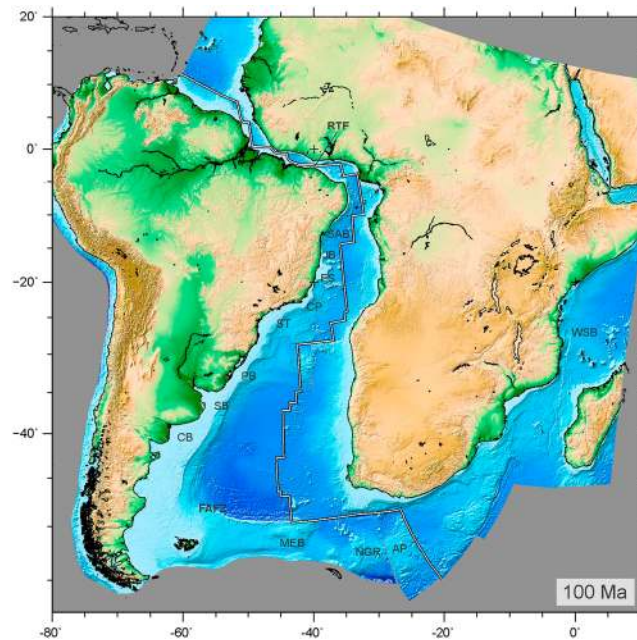 20˚
RTF
0˚
SAB
JB
ES
−20˚
CP
ST
WSB
PB
SB
−40˚
CB
FAFZ
MEB
NGR
AP
100 Ma
−80˚
−60˚
−40˚
−20˚
0˚